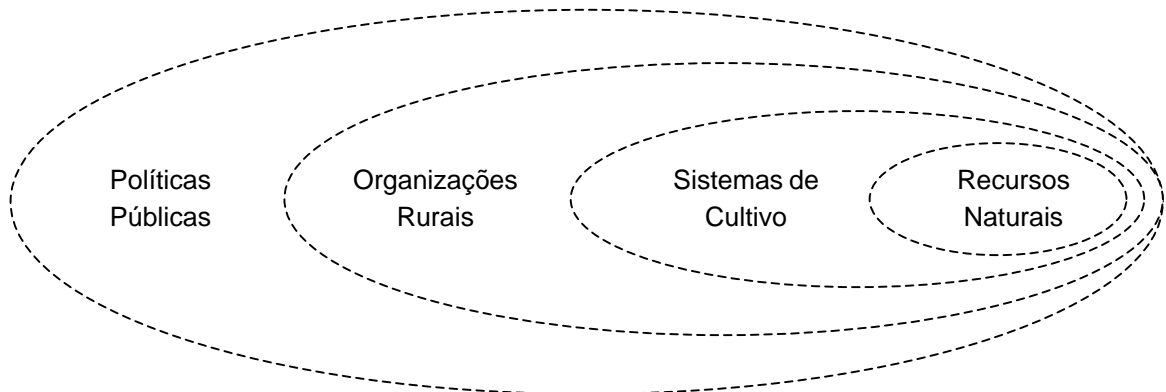 Políticas
Públicas
Organizações
Rurais
Sistemas de
Cultivo
Recursos
Naturais